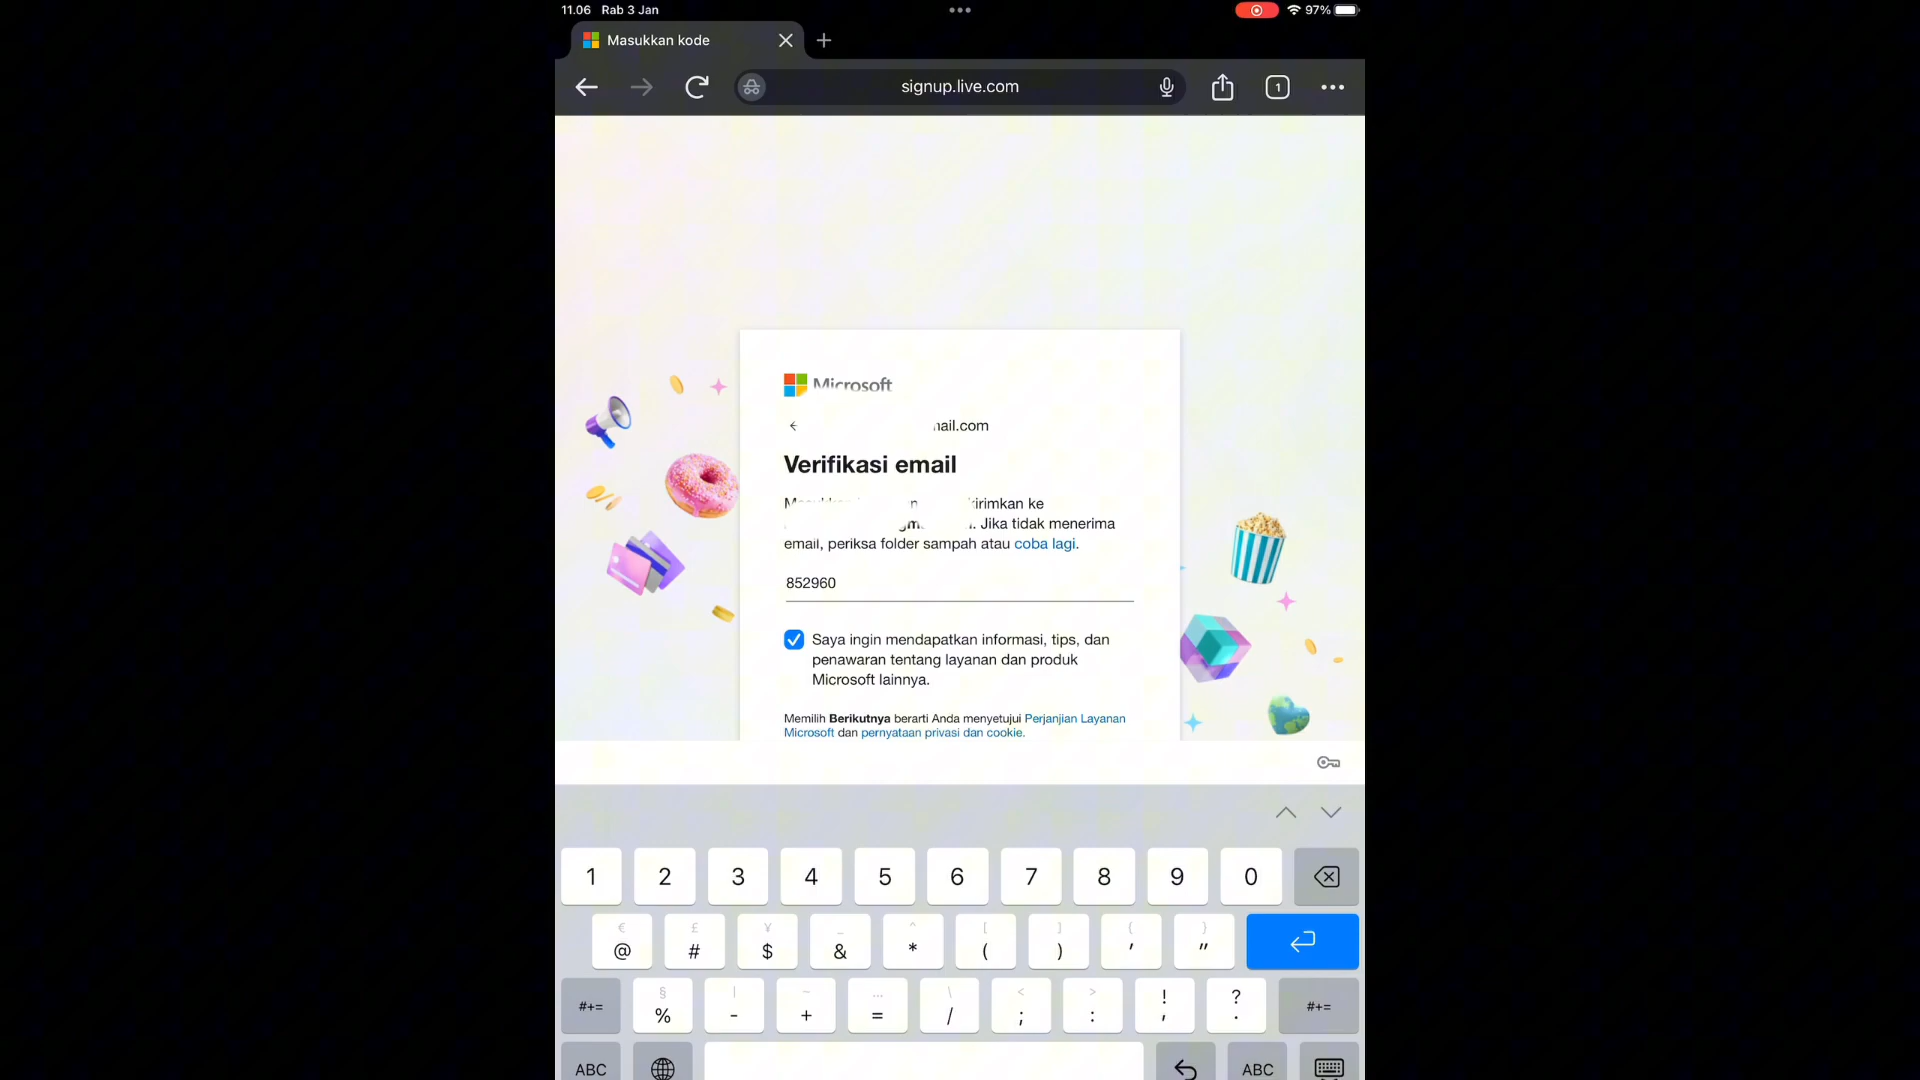 11.06 Rab 3 Jan
97%
Masukkan kode
signup.live.com
1
Microsoft
ail.com
Verifikasi email
kirimkan ke
Jika tidak menerima
email, periksa folder sampah atau coba lagi.
852960
Saya ingin mendapatkan informasi, tips, dan
penawaran tentang layanan dan produk
Microsoft lainnya.
Memilih Berikutnya berarti Anda menyetujui Perjanjian Layanan
Microsoft dan pernyataan privasi dan cookie.
1 2 3 4 5 6 7 8 9 0
€ £ ¥ _ ^ [ ] { }
@ # $ & * ( ) ' "
§ | ~ … \ < > ! ?
#+= % - + = / ; : , . #+=
ABC ABC